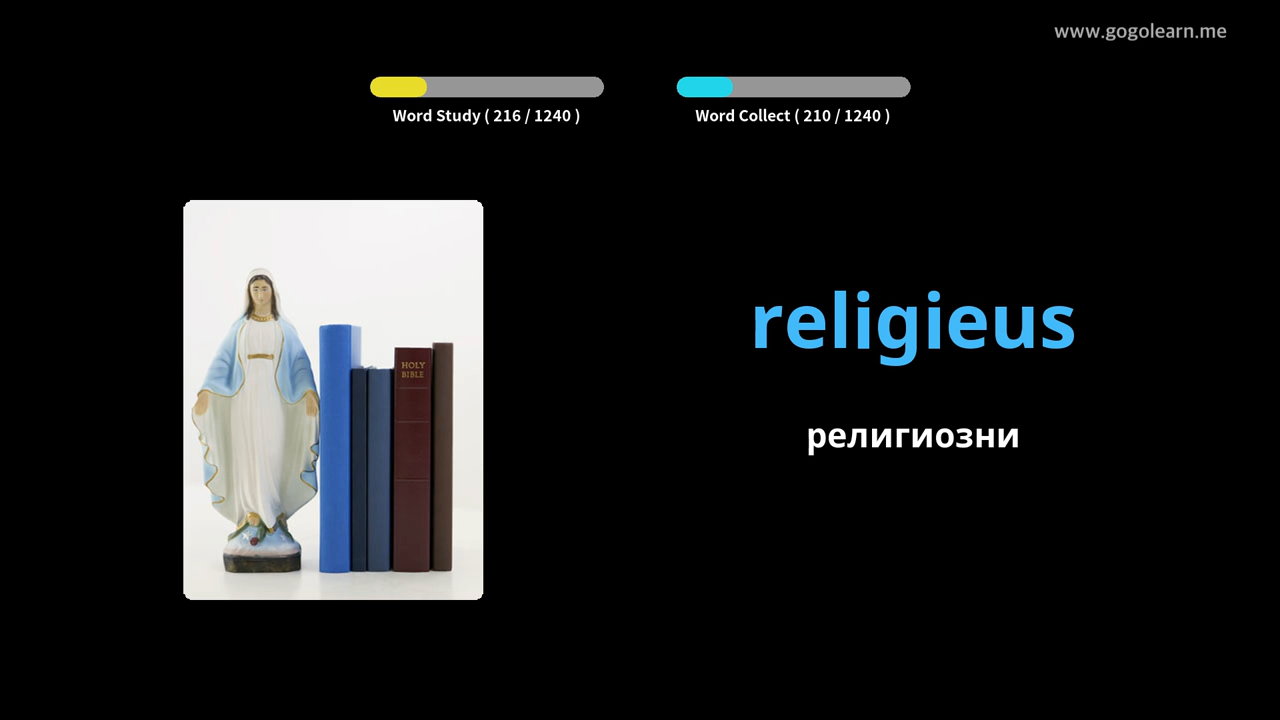 www.gogolearn.me
Word Study ( 216 / 1240 )
Word Collect ( 210 / 1240 )
HOLY
BIBLE
religieus
религиозни